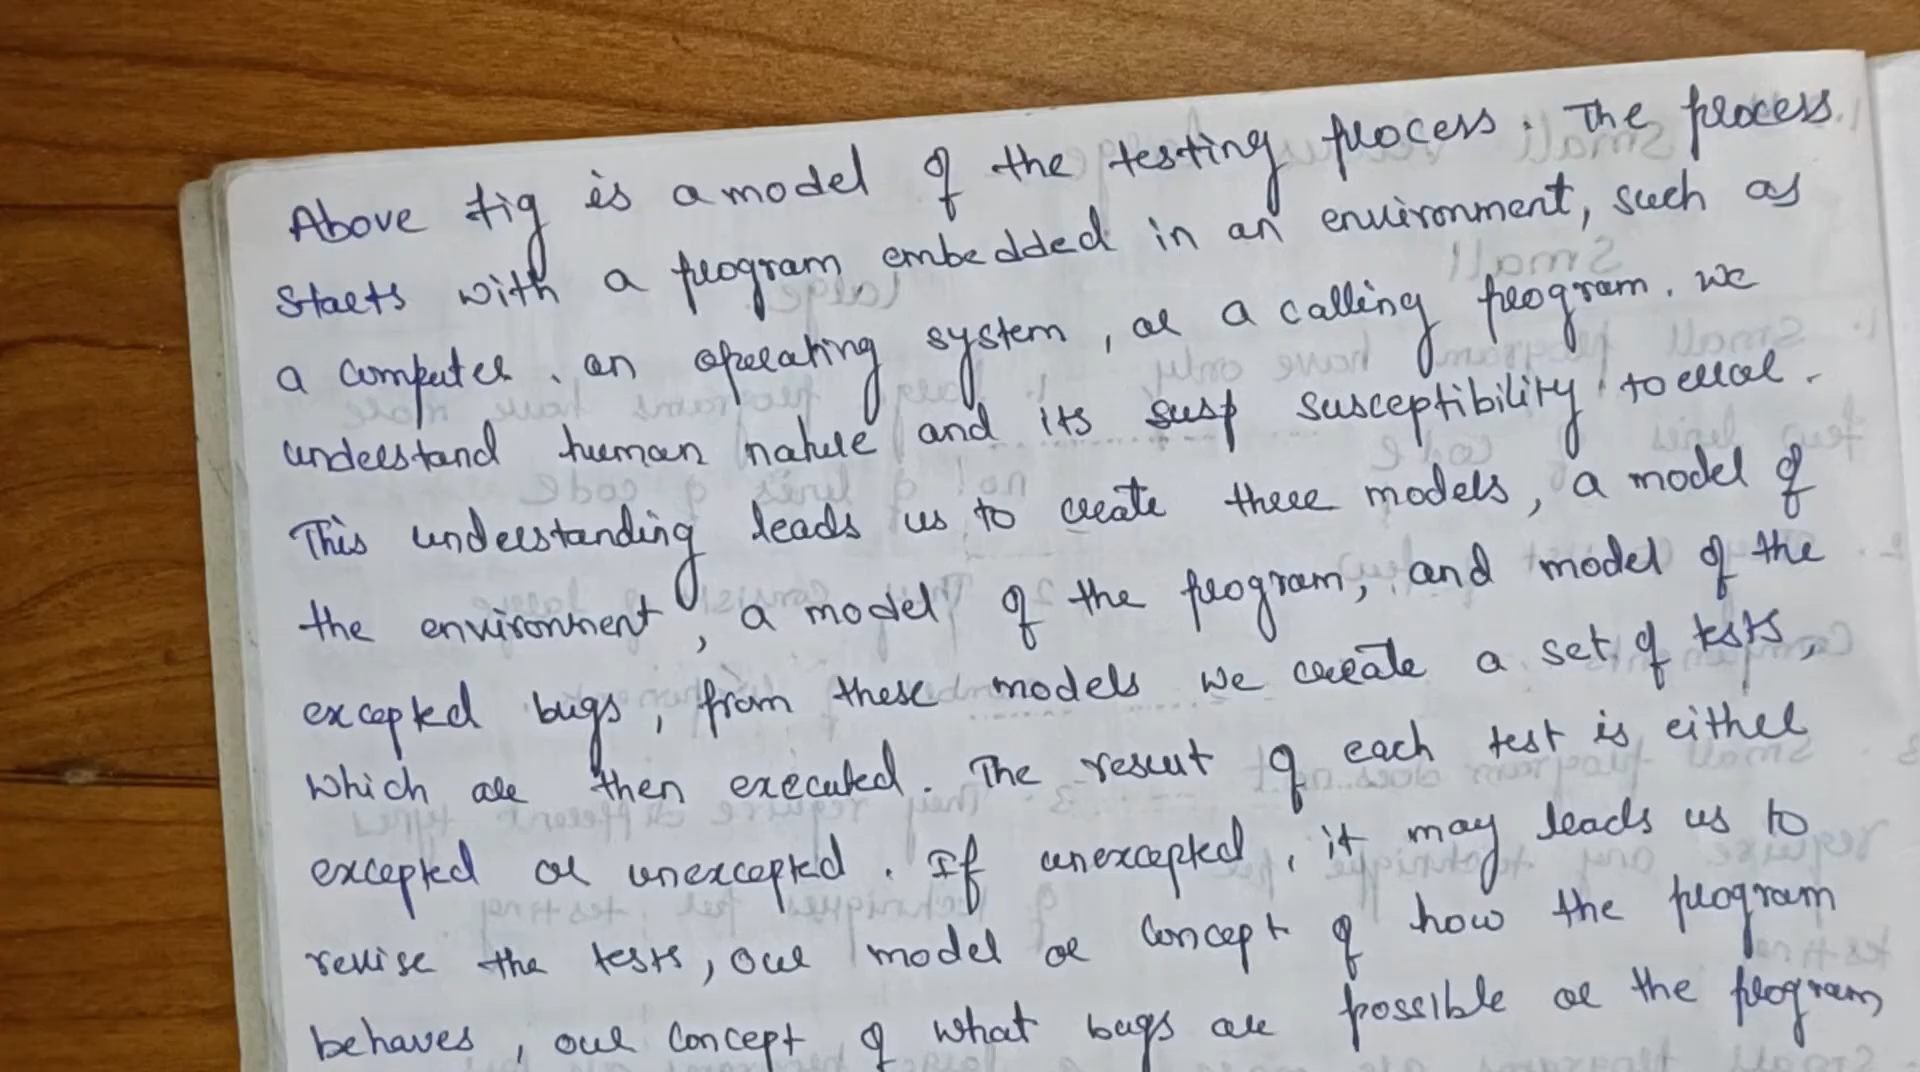 Above fig is a model of the testing process. The process
starts with a program embedded in an environment, such as
a computer, an operating system, or a calling program. we
understand human nature and its susp susceptibility to error.
This understanding leads us to create three models, a model of
the environment, a model of the program, and model of the
excepted bugs, from these models we create a set of tests,
which are then executed. The result of each test is either
excepted or unexcepted. If unexcepted, it may leads us to
revise the tests, our model or concept of how the program
behaves, our concept of what bugs are possible or the program